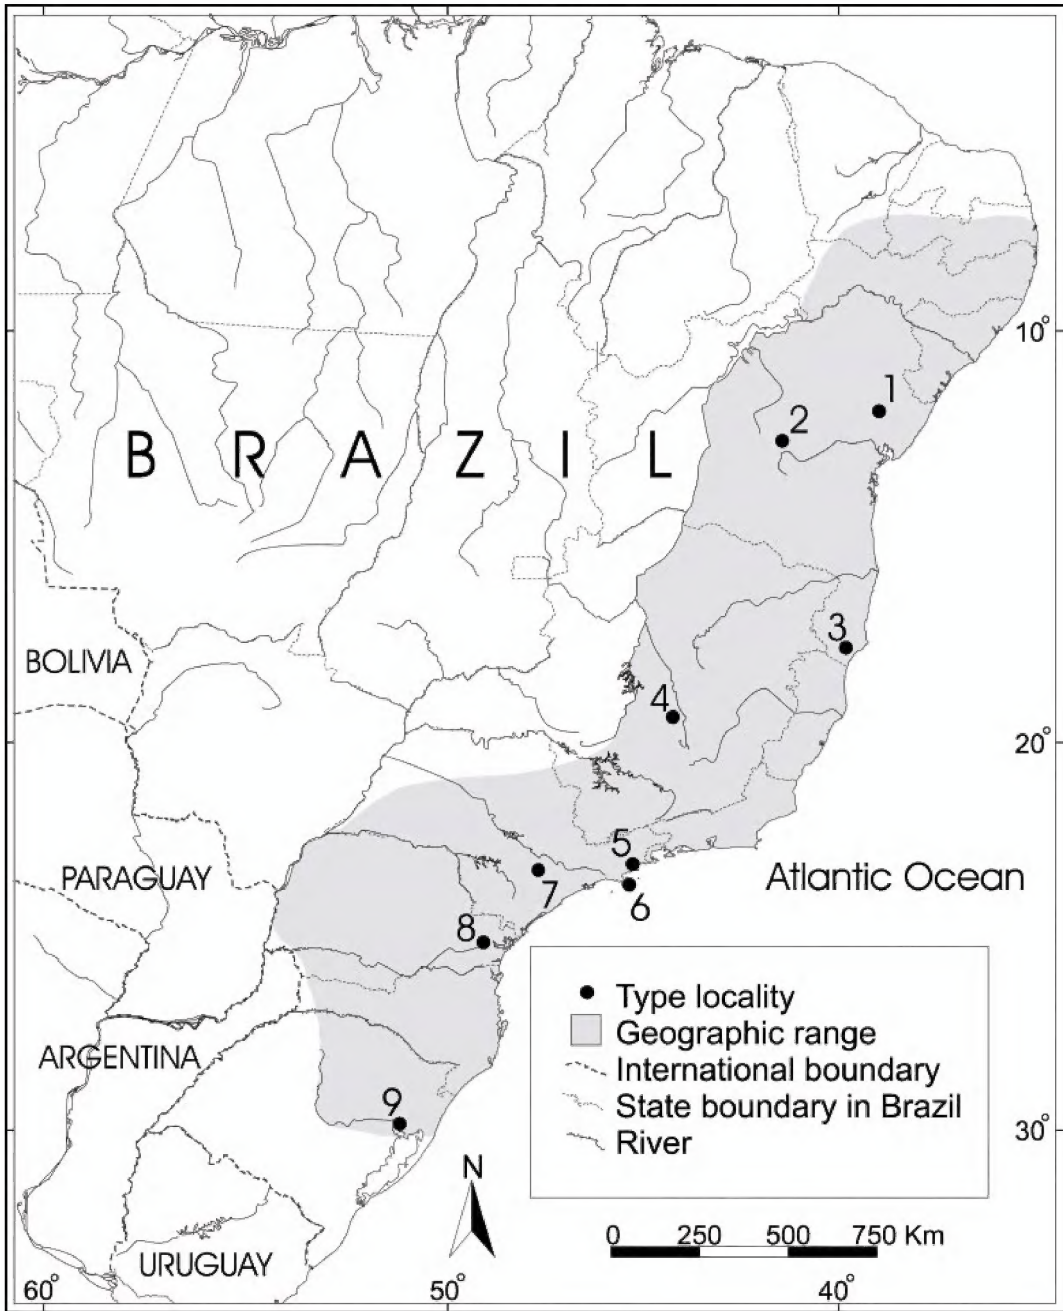 10°
1
2
B R A Z I L
3
BOLIVIA
4
20°
5
PARAGUAY
7
6
Atlantic Ocean
8
Type locality
Geographic range
ARGENTINA
International boundary
9
State boundary in Brazil
30°
River
N
0 250 500 750 Km
URUGUAY
60° 50° 40°